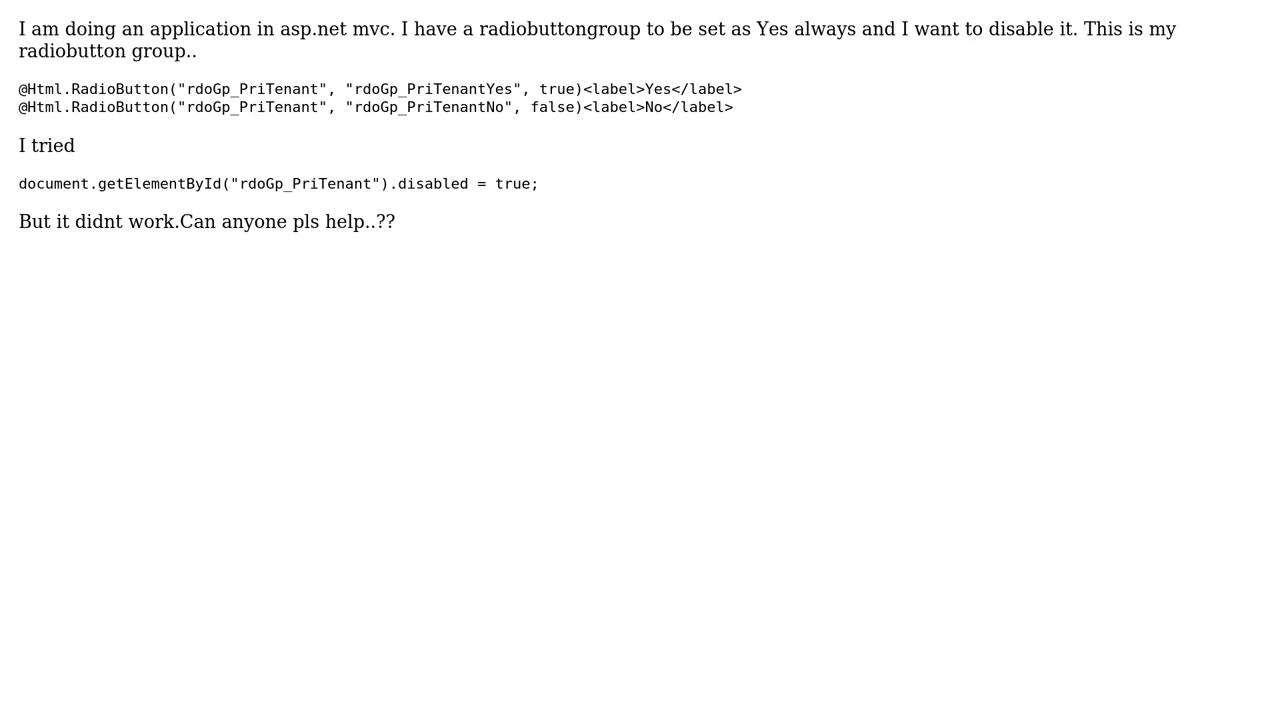 I am doing an application in asp.net mvc. I have a radiobuttongroup to be set as Yes always and I want to disable it. This is my
radiobutton group..
@Html.RadioButton("rdoGp_PriTenant", "rdoGp_PriTenantYes", true)<label>Yes</label>
@Html.RadioButton("rdoGp_PriTenant", "rdoGp_PriTenantNo", false)<label>No</label>
I tried
document.getElementById("rdoGp_PriTenant").disabled = true;
But it didnt work.Can anyone pls help..??